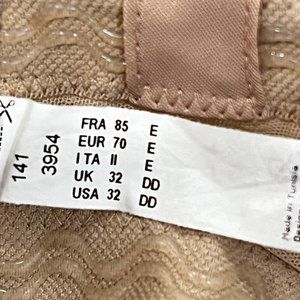 141
3954
FRA 85 E
EUR 70 E
ITA II E
UK 32 DD
USA 32 DD
Made in Tunisia